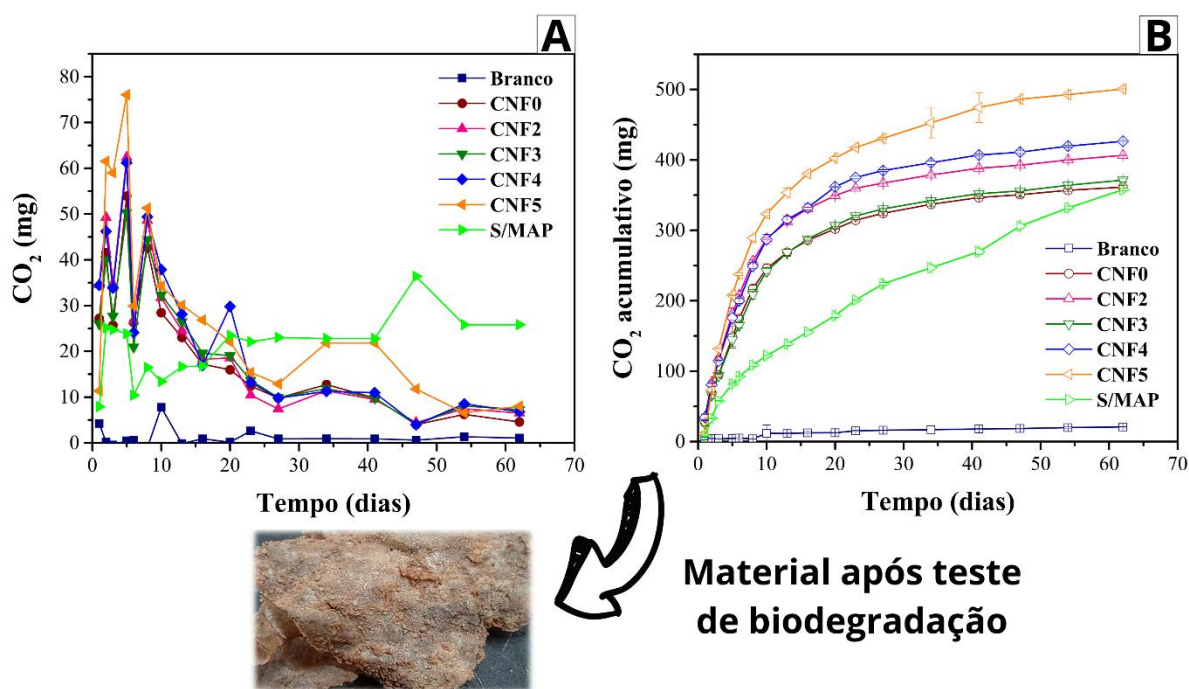 A
CO₂ (mg)
80
70
60
50
40
30
20
10
0
0 10 20 30 40 50 60 70
Tempo (dias)
Branco
CNF0
CNF2
CNF3
CNF4
CNF5
S/MAP
B
CO₂ acumulativo (mg)
500
400
300
200
100
0
0 10 20 30 40 50 60 70
Tempo (dias)
Branco
CNF0
CNF2
CNF3
CNF4
CNF5
S/MAP
Material após teste
de biodegradação